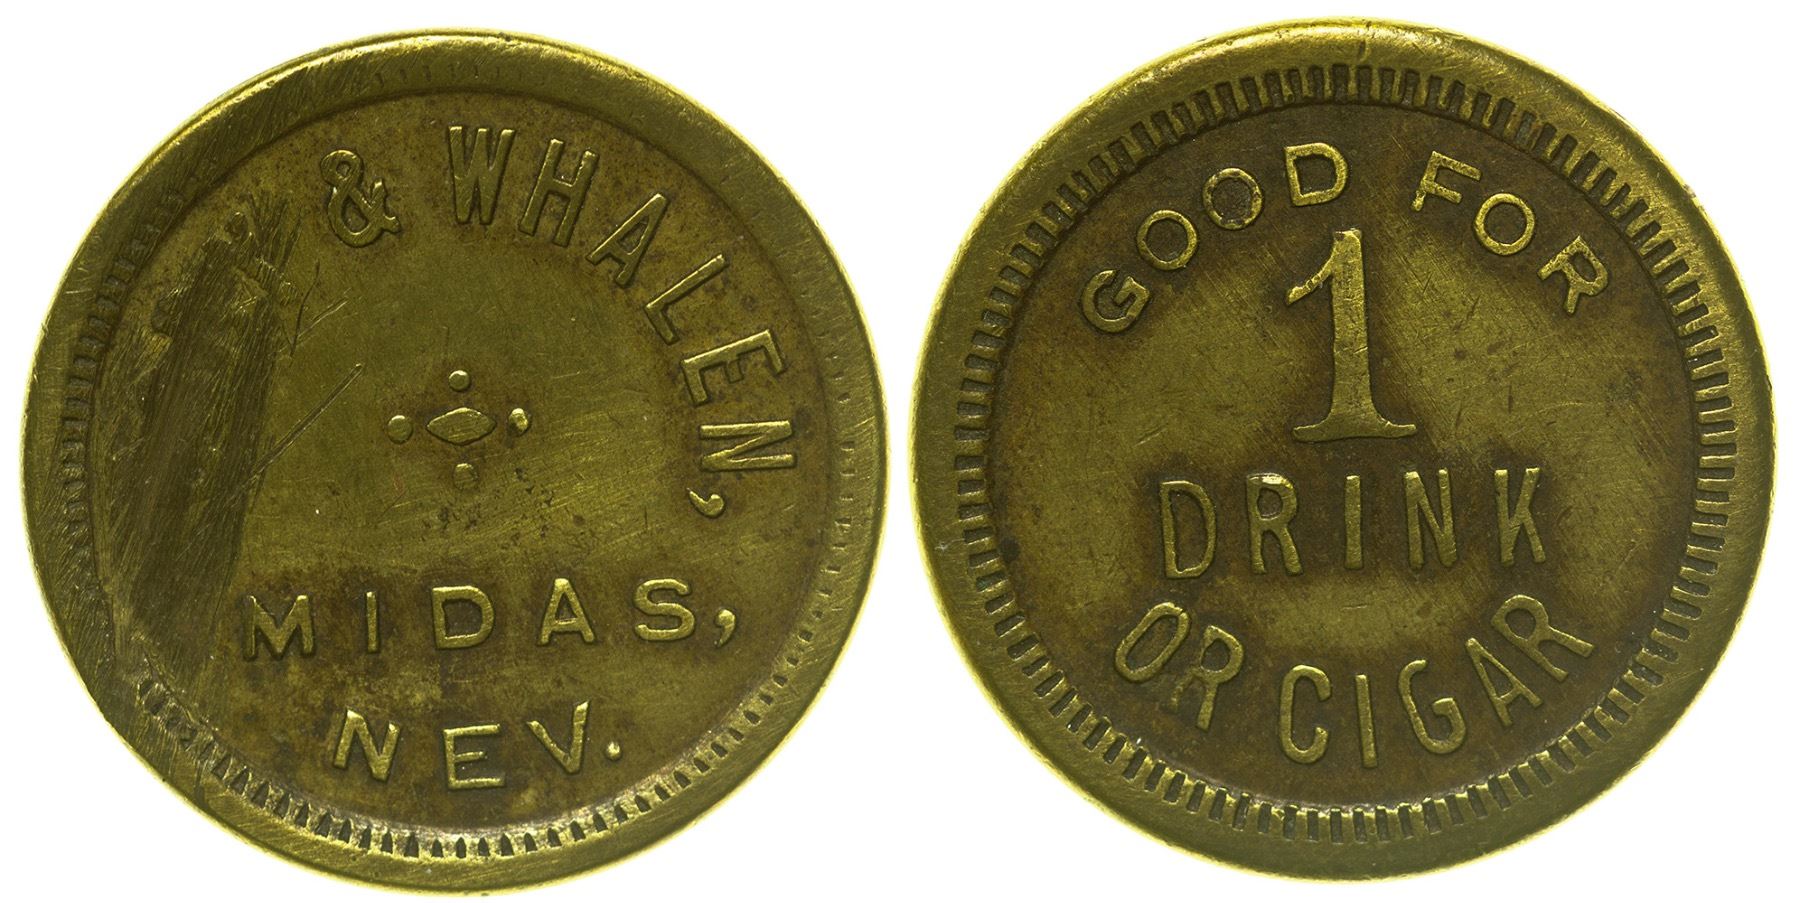 & WHALEN,
MIDAS,
NEV.
GOOD FOR
1
DRINK
OR CIGAR